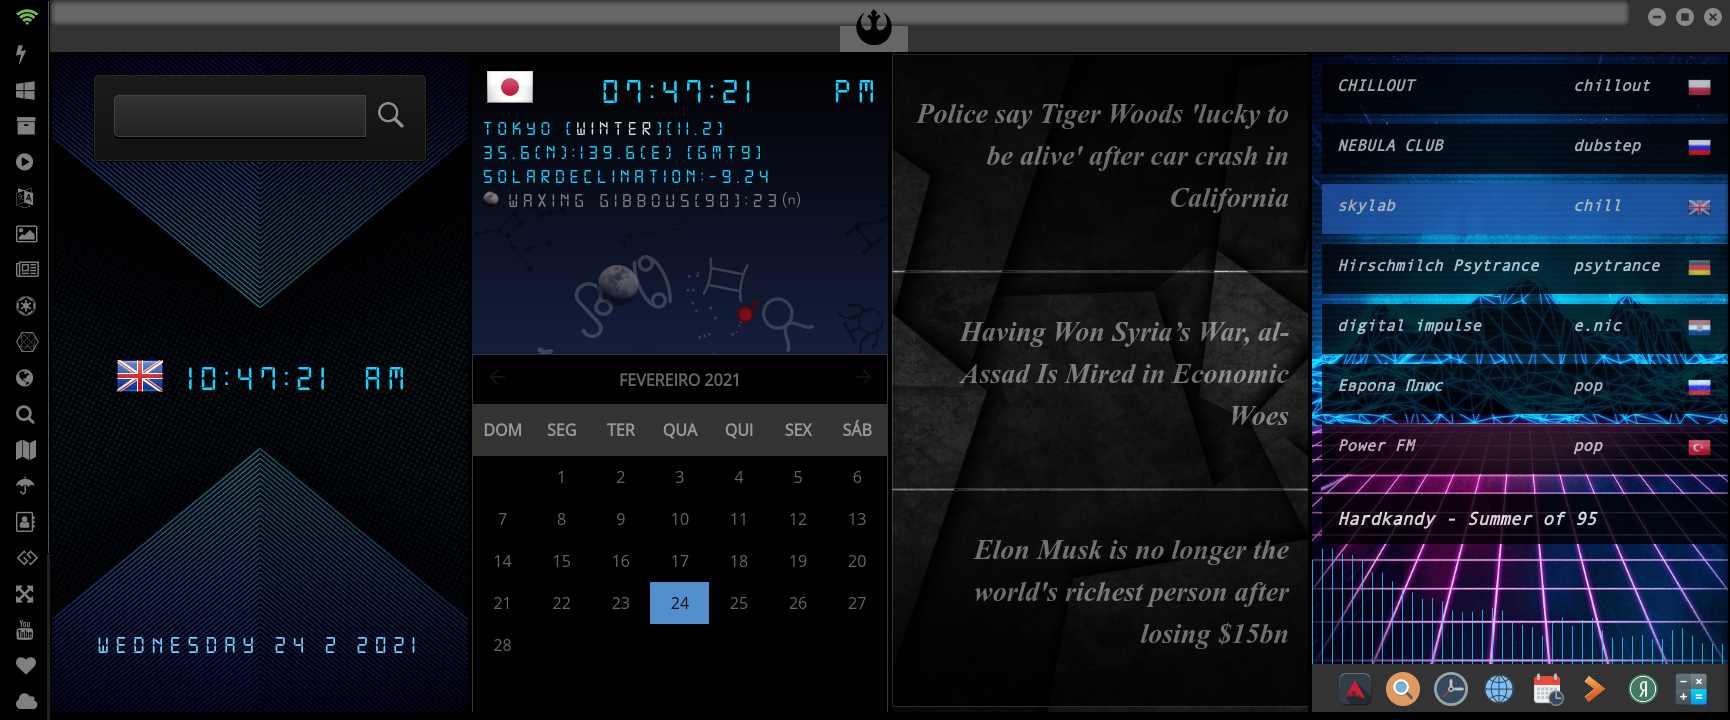 You
Tube
10:47:21 AM
WEDNESDAY 24 2 2021
07:47:21 PM
TOKYO [WINTER][11.2]
35.6(N):139.6(E) [GMT9]
SOLARDECLINATION:-9.24
WAXING GIBBOUS(90):23(n)
FEVEREIRO 2021
DOM SEG TER QUA QUI SEX SÁB
1 2 3 4 5 6
7 8 9 10 11 12 13
14 15 16 17 18 19 20
21 22 23 24 25 26 27
28
Police say Tiger Woods 'lucky to
be alive' after car crash in
California
Having Won Syria’s War, al-
Assad Is Mired in Economic
Woes
Elon Musk is no longer the
world's richest person after
losing $15bn
CHILLOUT chillout
NEBULA CLUB dubstep
skylab chill
Hirschmilch Psytrance psytrance
digital impulse e.nic
Европа Плюс pop
Power FM pop
Hardkandy - Summer of 95
Я